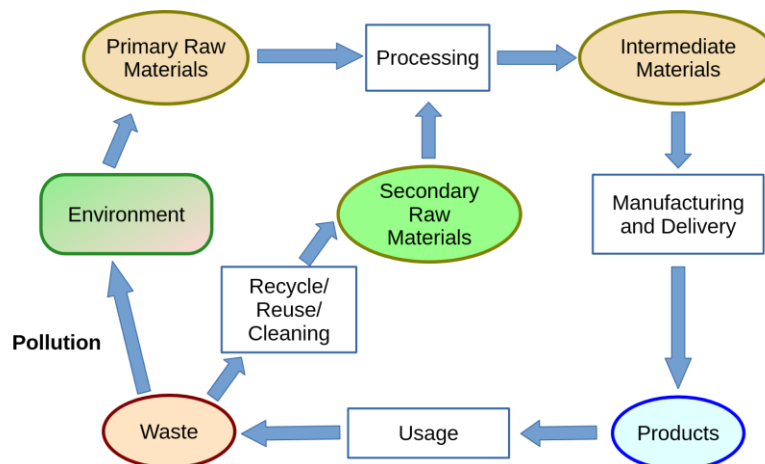 Primary Raw
Materials
Processing
Intermediate
Materials
Environment
Secondary
Raw
Materials
Manufacturing
and Delivery
Recycle/
Reuse/
Cleaning
Pollution
Waste
Usage
Products